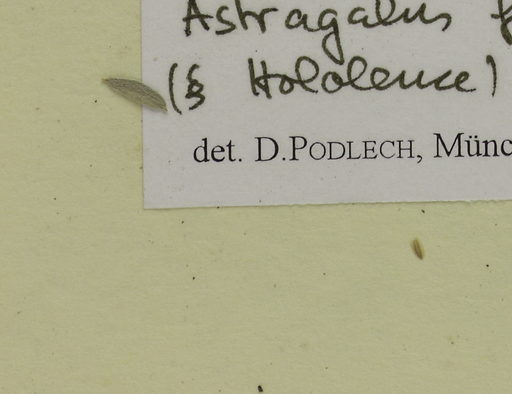 Astragalus
(§ Hololeuce)
det. D.PODLECH, Münc